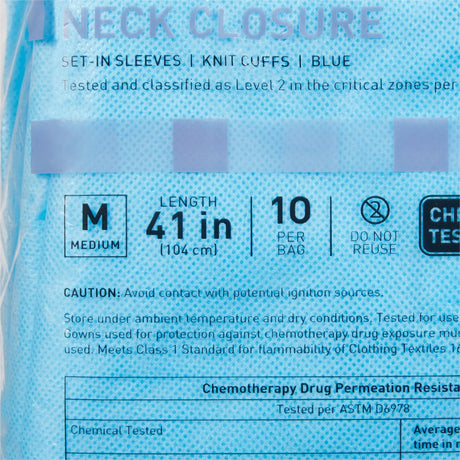 NECK CLOSURE
SET-IN SLEEVES | KNIT CUFFS | BLUE
Tested and classified as Level 2 in the critical zones per
M
MEDIUM
LENGTH
41 in
(104 cm)
10
PER
BAG
2
DO NOT
REUSE
CHE
TES
CAUTION: Avoid contact with potential ignition sources.
Store under ambient temperature and dry conditions. Tested for use
Gowns used for protection against chemotherapy drug exposure mus
used. Meets Class 1 Standard for flammability of Clothing Textiles 16
Chemotherapy Drug Permeation Resista
Tested per ASTM D6978
Chemical Tested
Average
time in m